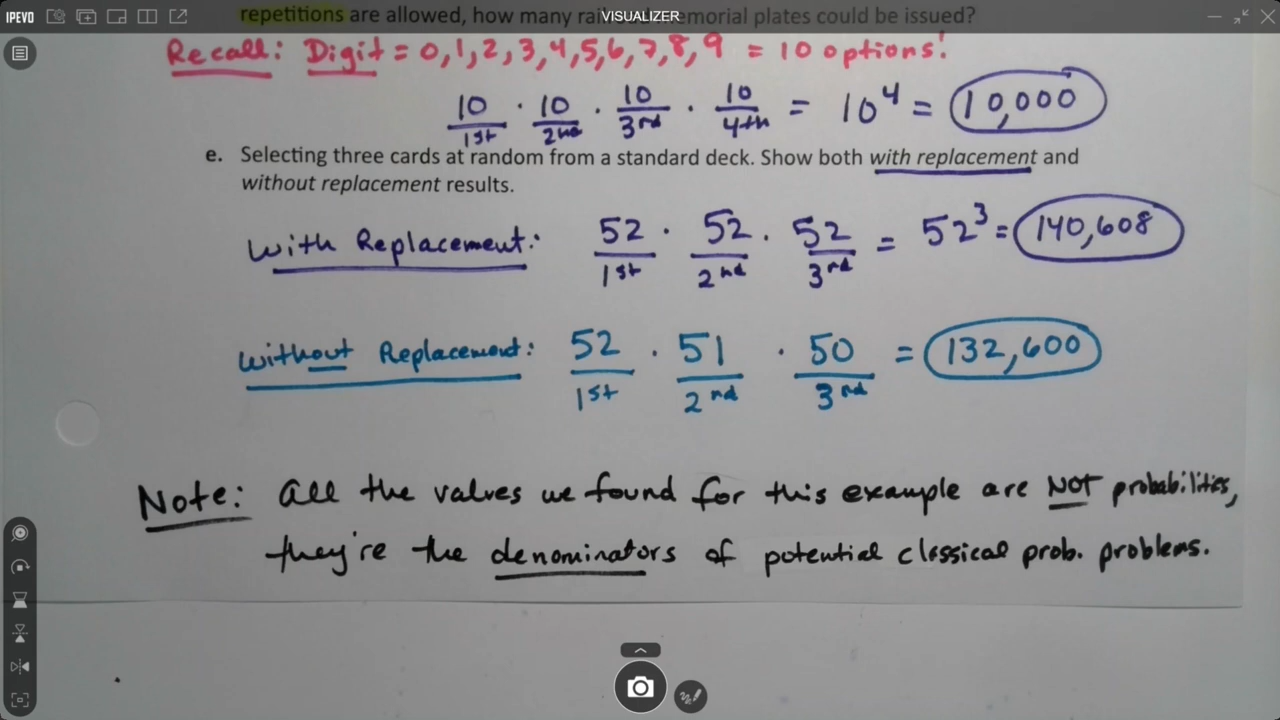 IPEVO
VISUALIZER
repetitions are allowed, how many rail memorial plates could be issued?
Recall: Digit = 0,1,2,3,4,5,6,7,8,9 = 10 options!
10/1st · 10/2nd · 10/3rd · 10/4th = 10^4 = 10,000
e. Selecting three cards at random from a standard deck. Show both with replacement and
without replacement results.
With Replacement: 52/1st · 52/2nd · 52/3rd = 52^3 = 140,608
Without Replacement: 52/1st · 51/2nd · 50/3rd = 132,600
Note: All the values we found for this example are NOT probabilities,
they're the denominators of potential classical prob. problems.